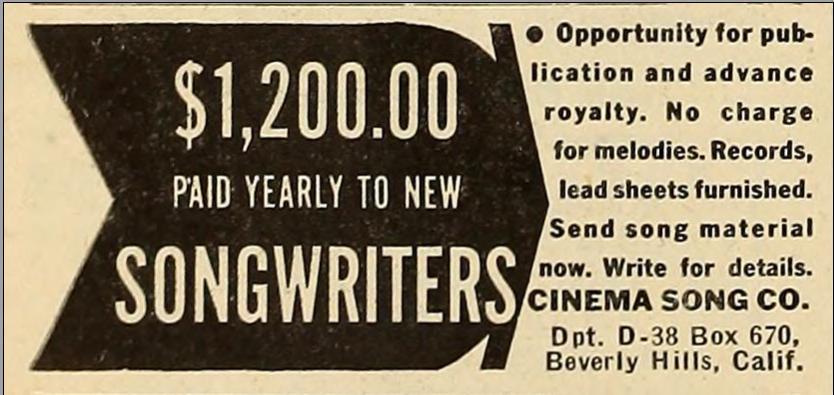 $1,200.00
PAID YEARLY TO NEW
SONGWRITERS
● Opportunity for pub-
lication and advance
royalty. No charge
for melodies. Records,
lead sheets furnished.
Send song material
now. Write for details.
CINEMA SONG CO.
Dpt. D-38 Box 670,
Beverly Hills, Calif.